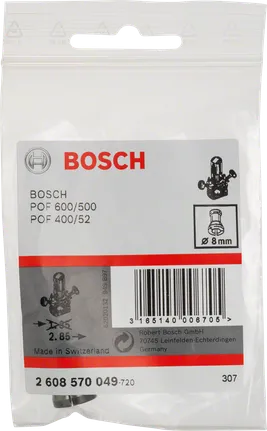 BOSCH
BOSCH
POF 600/500
POF 400/52
Ø 8mm
3 165140 006705 >
2.85
Made in Switzerland
Robert Bosch GmbH
70745 Leinfelden-Echterdingen
Germany
2 608 570 049-720
307